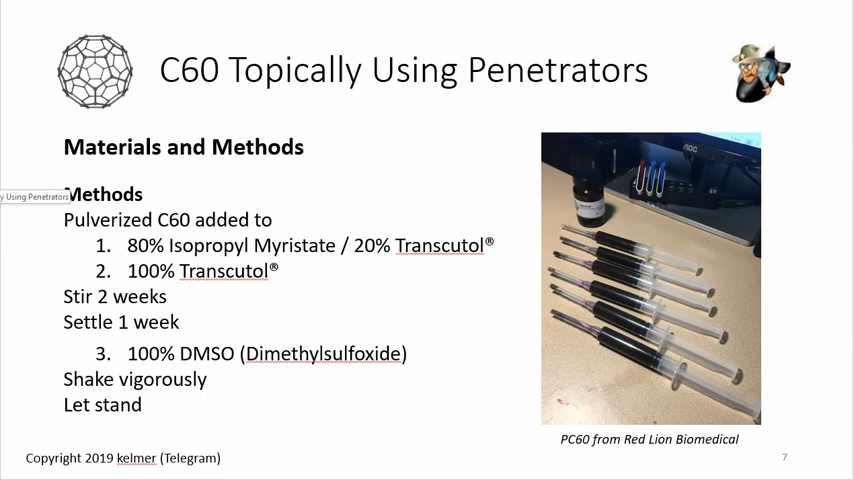 C60 Topically Using Penetrators
Materials and Methods
y Using Penetrators
Methods
Pulverized C60 added to
1. 80% Isopropyl Myristate / 20% Transcutol®
2. 100% Transcutol®
Stir 2 weeks
Settle 1 week
3. 100% DMSO (Dimethylsulfoxide)
Shake vigorously
Let stand
AOC
PC60 from Red Lion Biomedical
Copyright 2019 kelmer (Telegram)
7